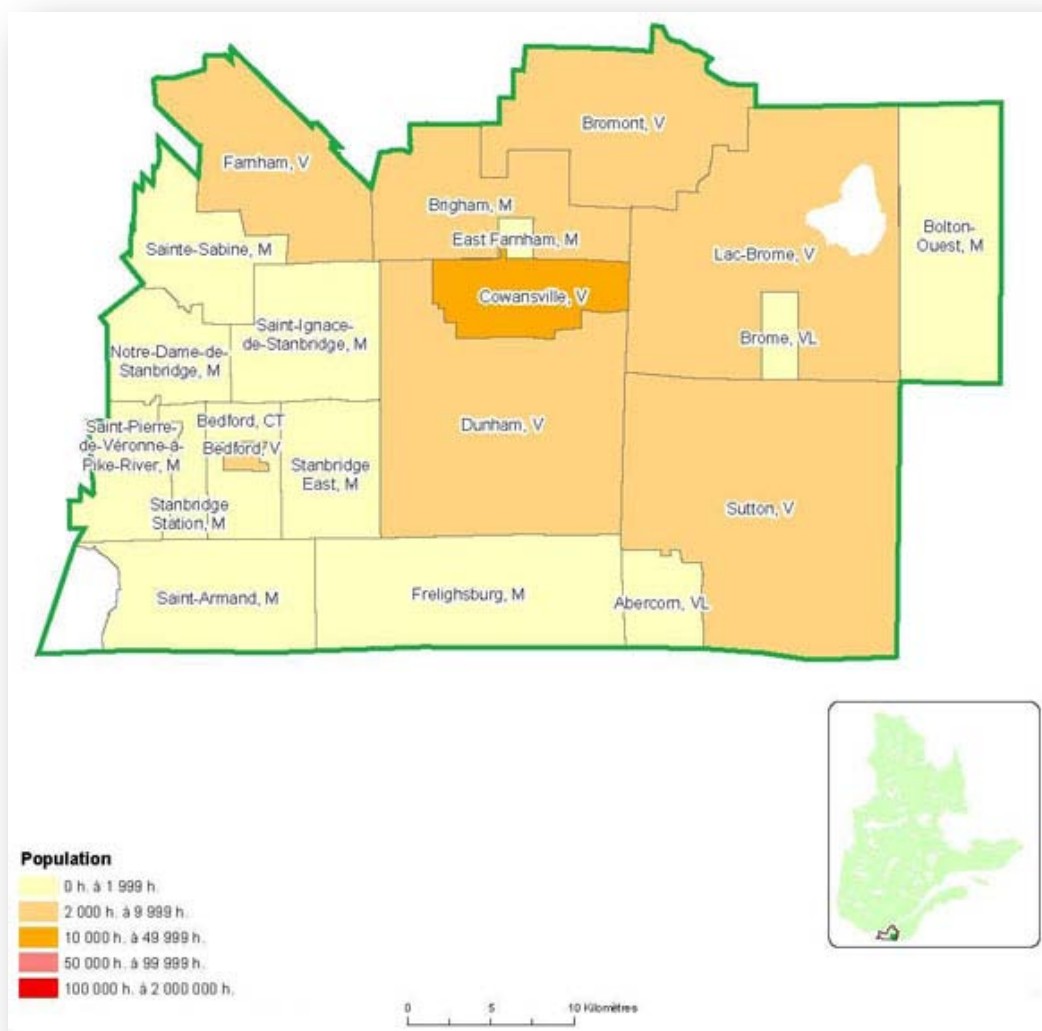 Bromont, V
Farnham, V
Brigham, M
East Farnham, M
Sainte-Sabine, M
Lac-Brome, V
Bolton-
Ouest, M
Cowansville, V
Saint-Ignace-
de-Stanbridge, M
Brome, VL
Notre-Dame-de-
Stanbridge, M
Saint-Pierre-
de-Véronne-à-
Pike-River, M
Bedford, CT
Bedford, V
Dunham, V
Stanbridge
East, M
Stanbridge
Station, M
Sutton, V
Saint-Armand, M
Frelighsburg, M
Abercorn, VL
Population
0 h. à 1 999 h.
2 000 h. à 9 999 h.
10 000 h. à 49 999 h.
50 000 h. à 99 999 h.
100 000 h. à 2 000 000 h.
0 5 10 Kilomètres